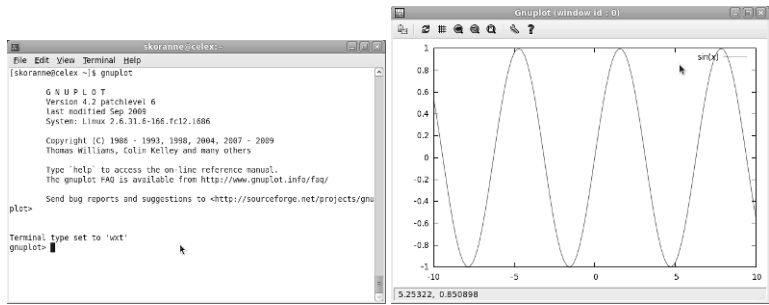 skoranne@celex:~
File Edit View Terminal Help
[skoranne@celex ~]$ gnuplot
G N U P L O T
Version 4.2 patchlevel 6
last modified Sep 2009
System: Linux 2.6.31.6-166.fc12.i686
Copyright (C) 1986 - 1993, 1998, 2004, 2007 - 2009
Thomas Williams, Colin Kelley and many others
Type `help` to access the on-line reference manual.
The gnuplot FAQ is available from http://www.gnuplot.info/faq/
Send bug reports and suggestions to <http://sourceforge.net/projects/gnu
plot>
Terminal type set to 'wxt'
gnuplot>
Gnuplot (window id : 0)
sin(x)
1
0.8
0.6
0.4
0.2
0
-0.2
-0.4
-0.6
-0.8
-1
-10 -5 0 5 10
5.25322, 0.850898